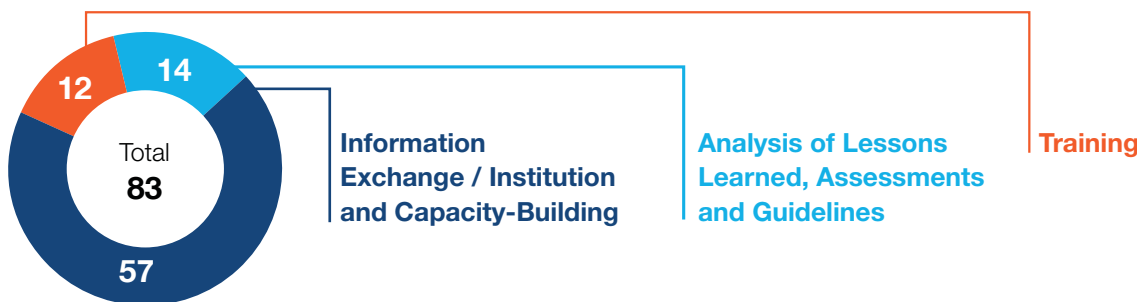 12
14
Total
83
57
Information
Exchange / Institution
and Capacity-Building
Analysis of Lessons
Learned, Assessments
and Guidelines
Training